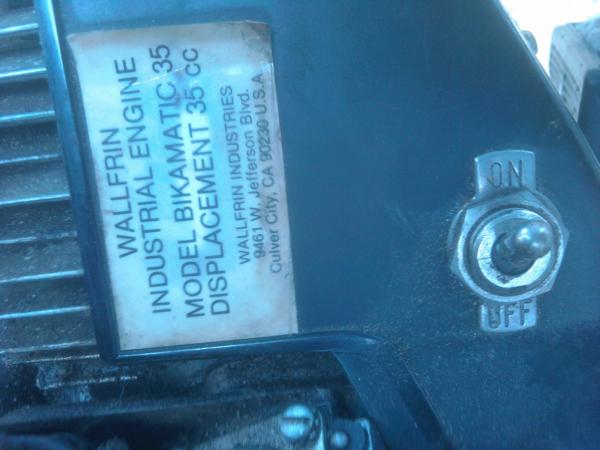 WALLFRIN
INDUSTRIAL ENGINE
MODEL BIKAMATIC 35
DISPLACEMENT 35 CC
WALLFRIN INDUSTRIES
9461 W. Jefferson Blvd.
Culver City, CA 90230 U.S.A
ON
OFF